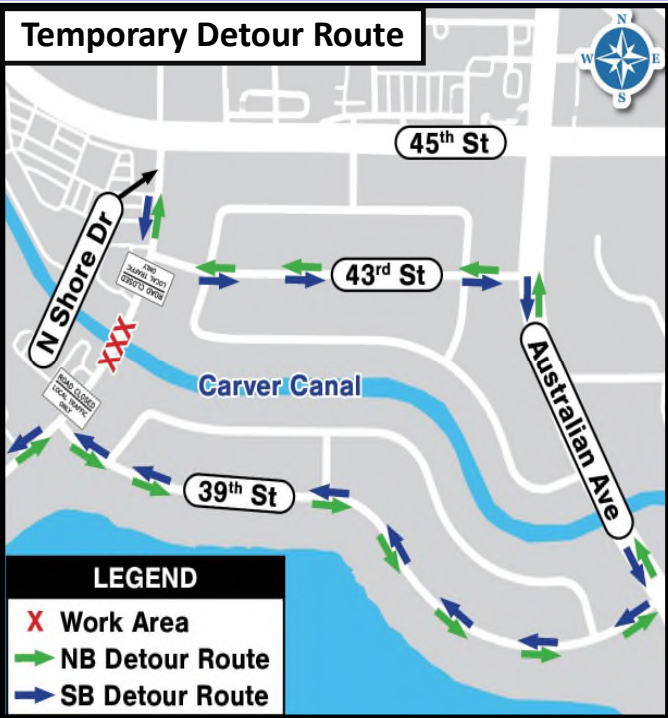 Temporary Detour Route
N
W E
S
45th St
N Shore Dr
ROAD CLOSED
LOCAL TRAFFIC
ONLY
43rd St
XXX
ROAD CLOSED
LOCAL TRAFFIC
ONLY
Carver Canal
Australian Ave
39th St
LEGEND
X Work Area
NB Detour Route
SB Detour Route